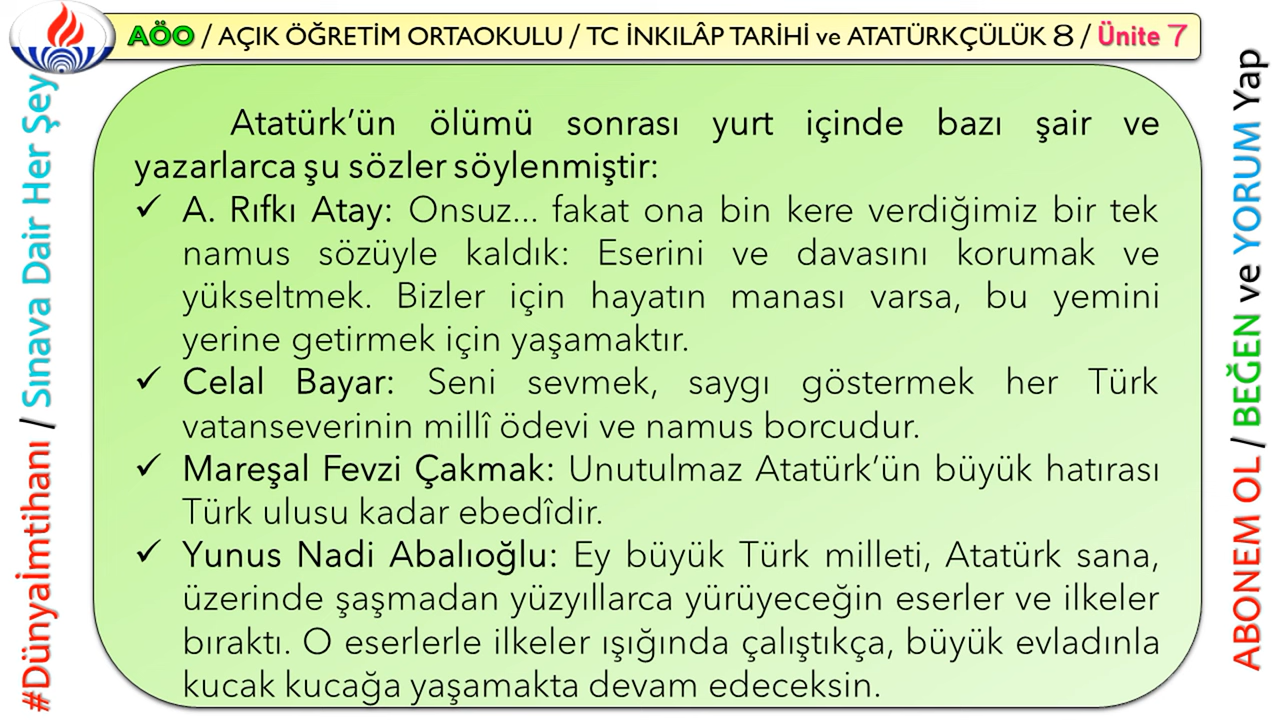 AÖO / AÇIK ÖĞRETİM ORTAOKULU / TC İNKILÂP TARİHİ ve ATATÜRKÇÜLÜK 8 / Ünite 7
#Dünyaİmtihanı / Sınava Dair Her Şey
Atatürk’ün ölümü sonrası yurt içinde bazı şair ve
yazarlarca şu sözler söylenmiştir:
✓ A. Rıfkı Atay: Onsuz... fakat ona bin kere verdiğimiz bir tek
namus sözüyle kaldık: Eserini ve davasını korumak ve
yükseltmek. Bizler için hayatın manası varsa, bu yemini
yerine getirmek için yaşamaktır.
✓ Celal Bayar: Seni sevmek, saygı göstermek her Türk
vatanseverinin millî ödevi ve namus borcudur.
✓ Mareşal Fevzi Çakmak: Unutulmaz Atatürk’ün büyük hatırası
Türk ulusu kadar ebedîdir.
✓ Yunus Nadi Abalıoğlu: Ey büyük Türk milleti, Atatürk sana,
üzerinde şaşmadan yüzyıllarca yürüyeceğin eserler ve ilkeler
bıraktı. O eserlerle ilkeler ışığında çalıştıkça, büyük evladınla
kucak kucağa yaşamakta devam edeceksin.
ABONEM OL / BEĞEN ve YORUM Yap